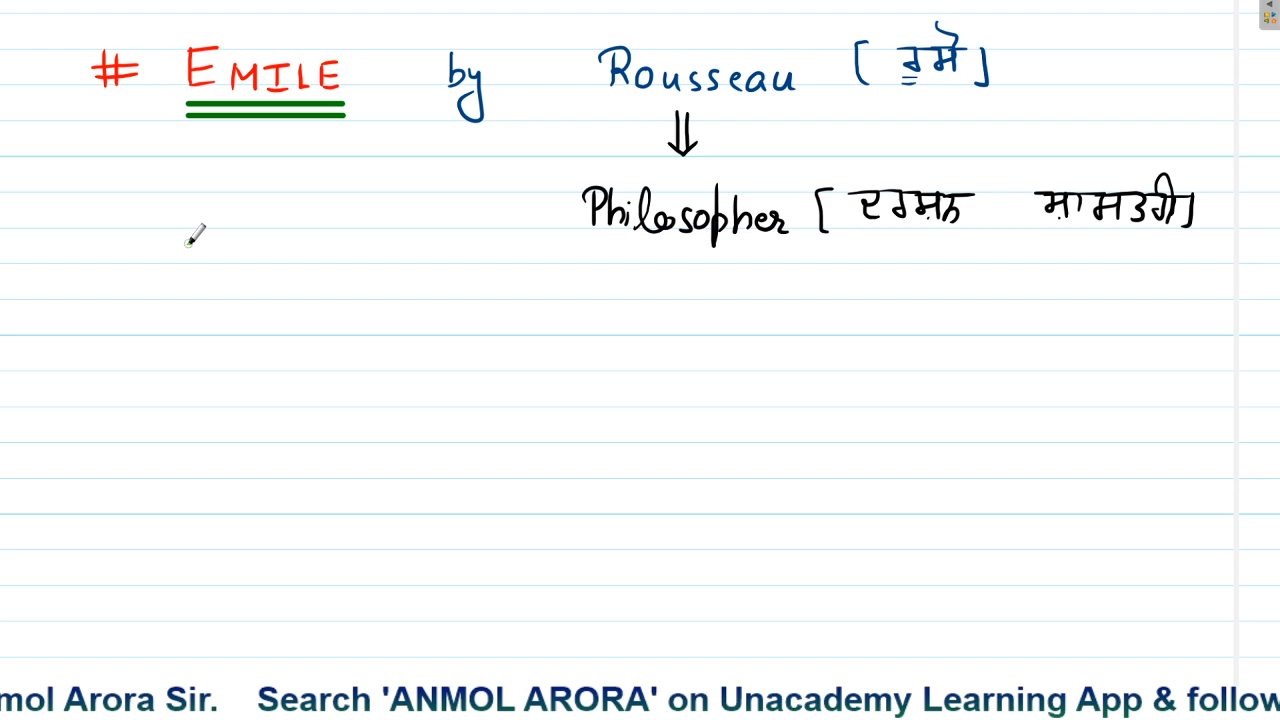 # EMILE by Rousseau [ਰੂਸੋ]
⇓
Philosopher [ਦਰਸ਼ਨ ਸ਼ਾਸਤਰੀ]
mol Arora Sir. Search 'ANMOL ARORA' on Unacademy Learning App & follow